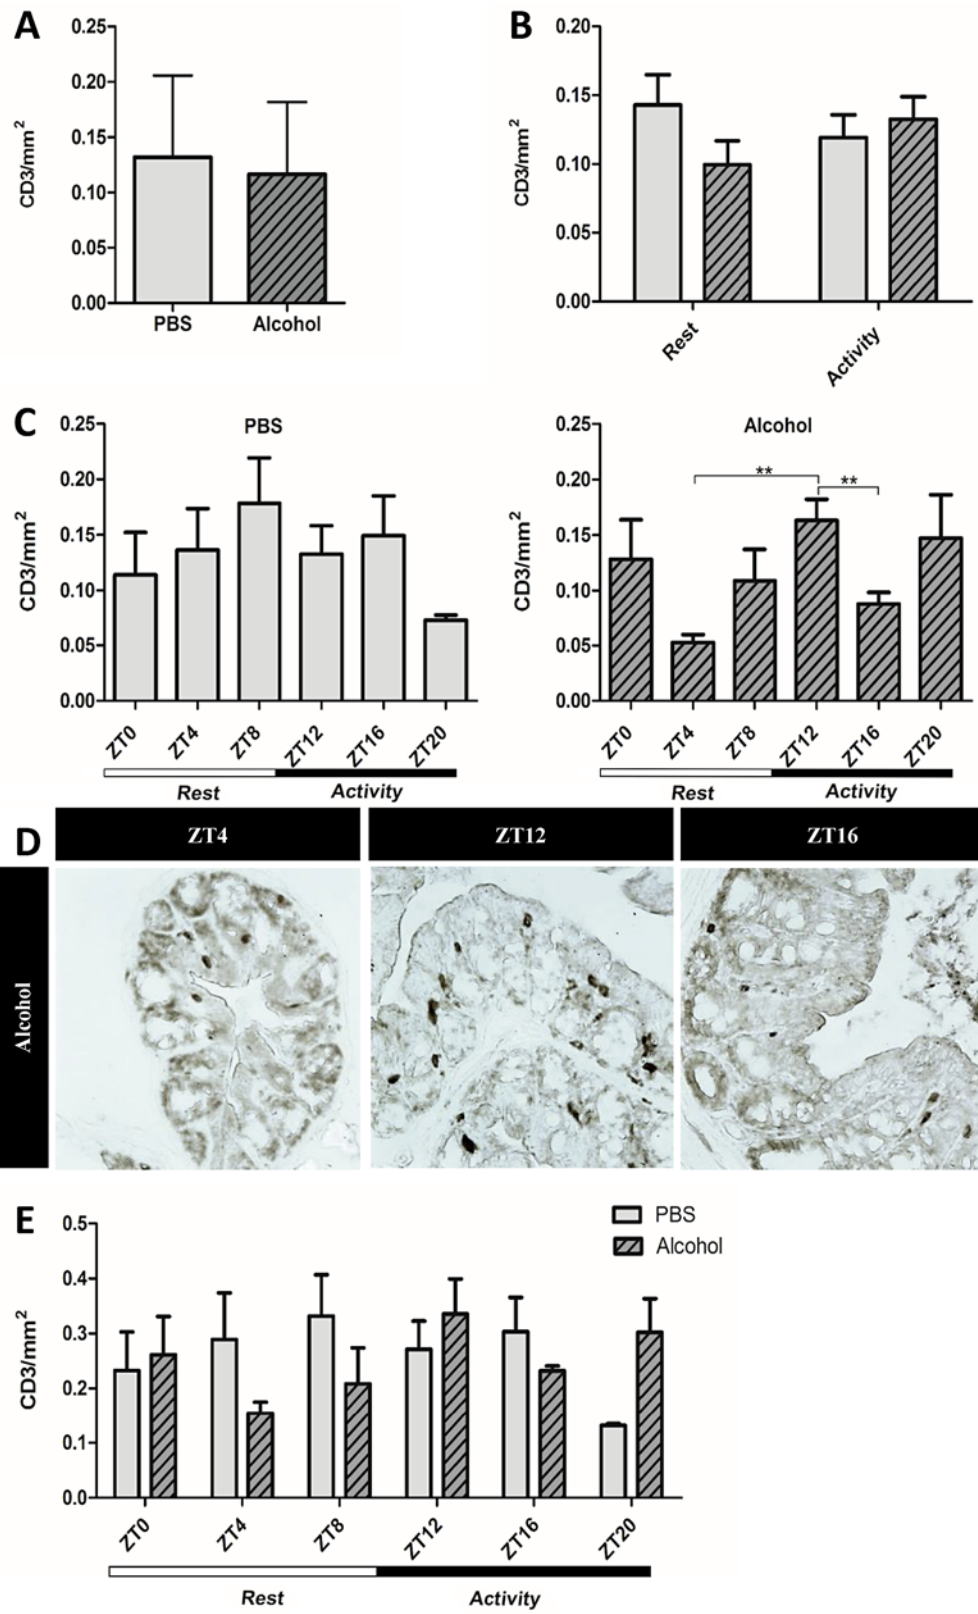 A
0.25
0.20
0.15
0.10
0.05
0.00
CD3/mm²
PBS
Alcohol
B
0.20
0.15
0.10
0.05
0.00
CD3/mm²
Rest
Activity
C
PBS
0.25
0.20
0.15
0.10
0.05
0.00
CD3/mm²
ZT0
ZT4
ZT8
ZT12
ZT16
ZT20
Rest
Activity
Alcohol
0.25
0.20
0.15
0.10
0.05
0.00
CD3/mm²
**
**
ZT0
ZT4
ZT8
ZT12
ZT16
ZT20
Rest
Activity
D
ZT4
ZT12
ZT16
Alcohol
E
PBS
Alcohol
0.5
0.4
0.3
0.2
0.1
0.0
CD3/mm²
ZT0
ZT4
ZT8
ZT12
ZT16
ZT20
Rest
Activity